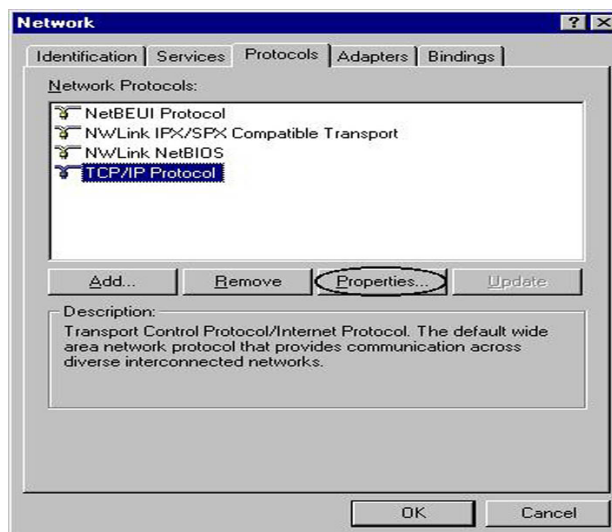 Network
Identification Services Protocols Adapters Bindings
Network Protocols:
NetBEUI Protocol
NWLink IPX/SPX Compatible Transport
NWLink NetBIOS
TCP/IP Protocol
Add... Remove Properties... Update
Description:
Transport Control Protocol/Internet Protocol. The default wide
area network protocol that provides communication across
diverse interconnected networks.
OK Cancel